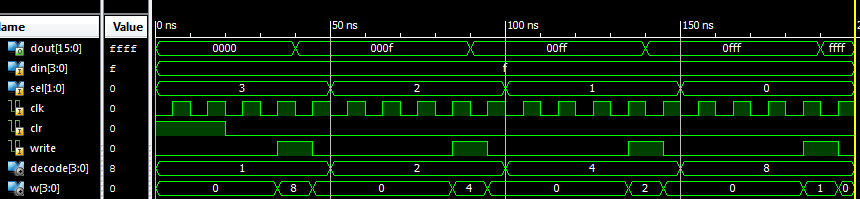 lame Value 0 ns 50 ns 100 ns 150 ns 2
dout[15:0] ffff 0000 000f 00ff 0fff ffff
din[3:0] f f
sel[1:0] 0 3 2 1 0
clk 0
clr 0
write 0
decode[3:0] 8 1 2 4 8
w[3:0] 0 0 8 0 4 0 2 0 1 0